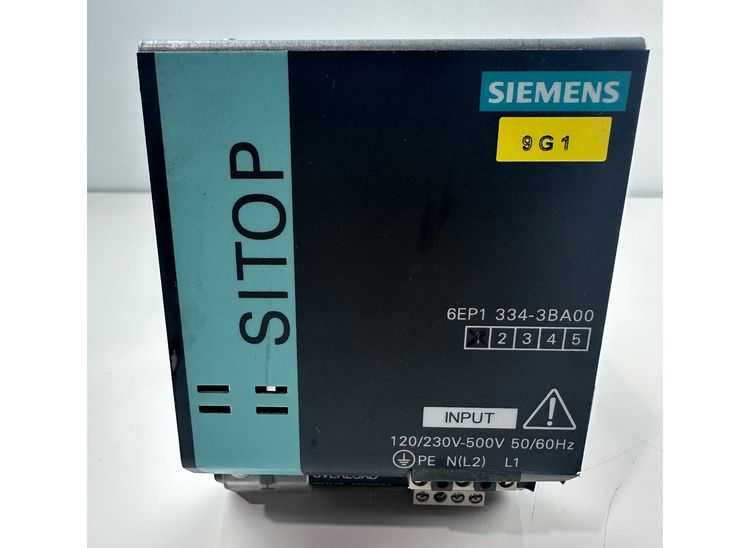 SIEMENS
9G1
SITOP
6EP1 334-3BA00
1 2 3 4 5
INPUT
120/230V-500V 50/60Hz
PE N(L2) L1